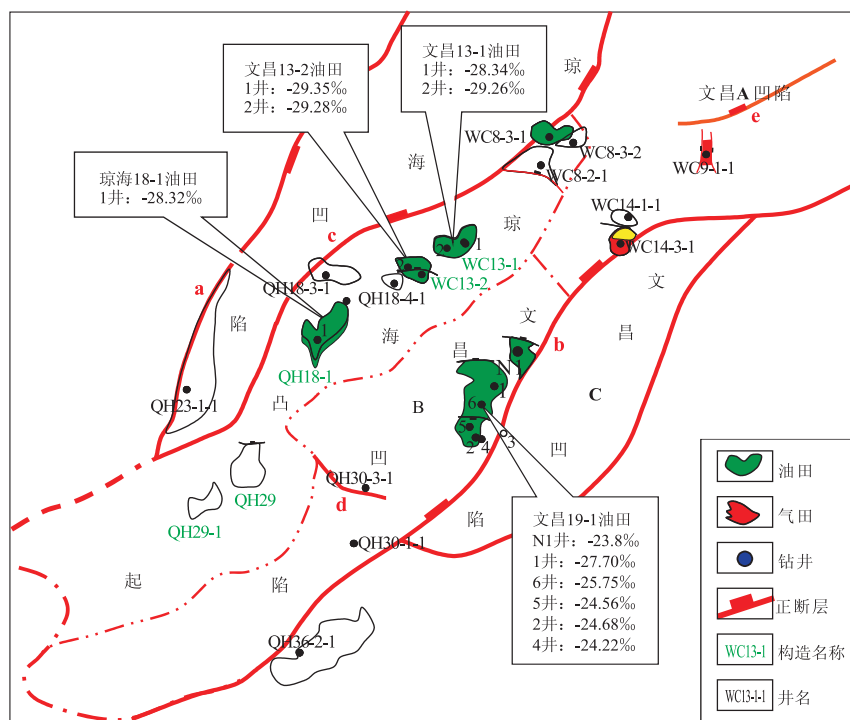 文昌13-2油田
1井：-29.35‰
2井：-29.28‰
文昌13-1油田
1井：-28.34‰
2井：-29.26‰
琼海18-1油田
1井：-28.32‰
琼
海
凹
陷
琼
海
凸
起
文昌A凹陷
e
WC8-3-1
WC8-3-2
WC8-2-1
WC9-1-1
WC14-1-1
WC14-3-1
c
2
1
WC13-1
2
WC13-2
QH18-3-1
QH18-4-1
a
1
QH18-1
QH23-1-1
文
昌
B
凹
陷
b
文
昌
C
凹
N1
1
6
5
2
4
3
QH30-3-1
d
QH29
QH29-1
QH30-1-1
陷
QH36-2-1
文昌19-1油田
N1井：-23.8‰
1井：-27.70‰
6井：-25.75‰
5井：-24.56‰
2井：-24.68‰
4井：-24.22‰
油田
气田
钻井
正断层
WC13-1
构造名称
WC13-1-1
井名